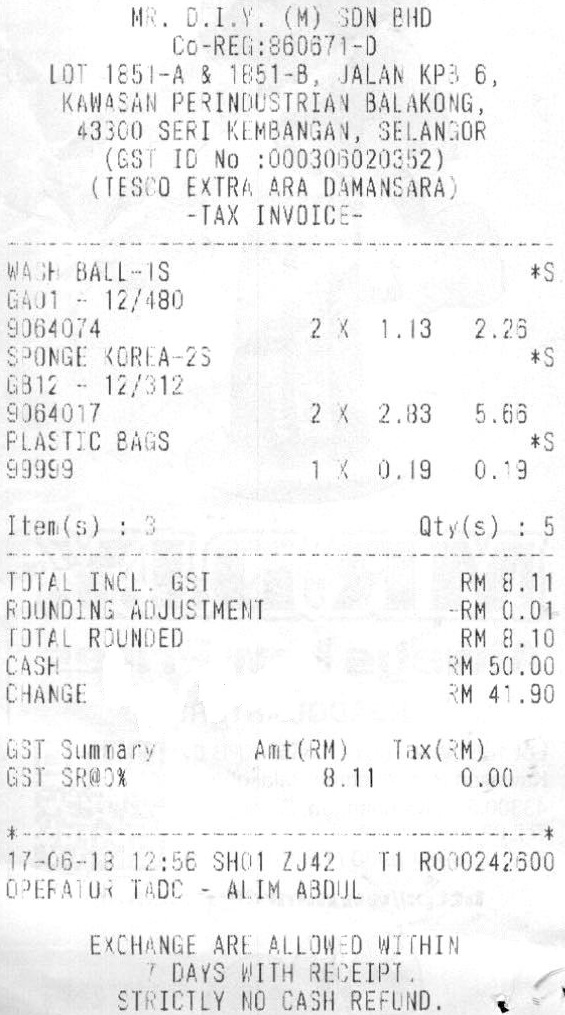 MR. D.I.Y. (M) SDN BHD
Co-REG:860671-D
LOT 1851-A & 1851-B, JALAN KPB 6,
KAWASAN PERINDUSTRIAN BALAKONG,
43300 SERI KEMBANGAN, SELANGOR
(GST ID No :000306020352)
(TESCO EXTRA ARA DAMANSARA)
-TAX INVOICE-
WASH BALL-1S *S
GA01 - 12/480
9064074 2 X 1.13 2.26
SPONGE KOREA-2S *S
GB12 - 12/312
9064017 2 X 2.83 5.66
PLASTIC BAGS *S
99999 1 X 0.19 0.19
Item(s) : 3 Qty(s) : 5
TOTAL INCL. GST RM 8.11
ROUNDING ADJUSTMENT -RM 0.01
TOTAL ROUNDED RM 8.10
CASH RM 50.00
CHANGE RM 41.90
GST Summary Amt(RM) Tax(RM)
GST SR@0% 8.11 0.00
17-06-18 12:56 SH01 ZJ42 T1 R000242600
OPERATOR TADC - ALIM ABDUL
EXCHANGE ARE ALLOWED WITHIN
7 DAYS WITH RECEIPT.
STRICTLY NO CASH REFUND.